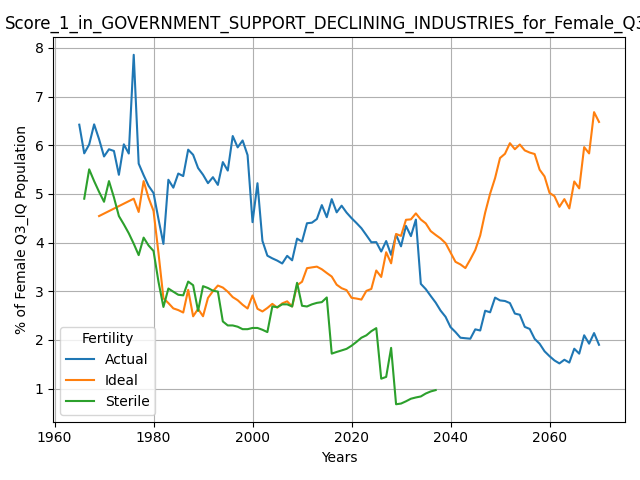 Score_1_in_GOVERNMENT_SUPPORT_DECLINING_INDUSTRIES_for_Female_Q3
8
7
6
5
4
3
2
1
% of Female Q3_IQ Population
Fertility
Actual
Ideal
Sterile
1960
1980
2000
2020
2040
2060
Years